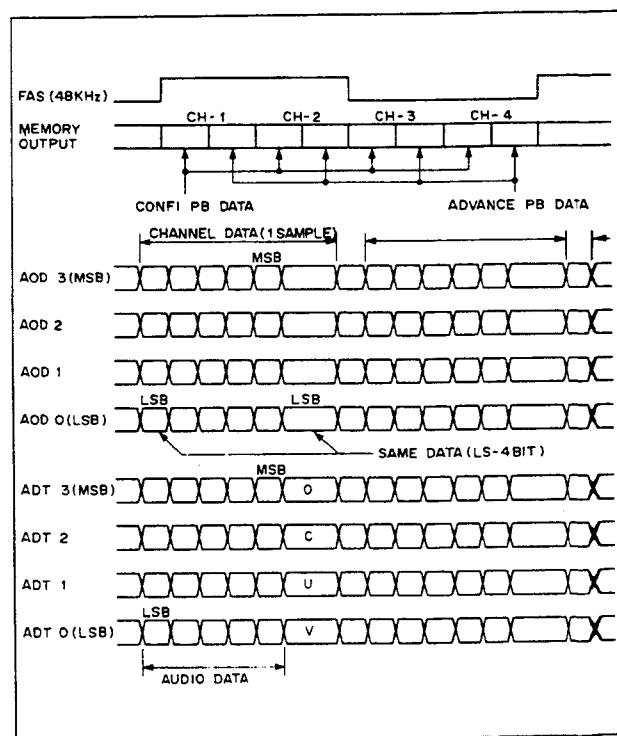 FAS (48KHz)
CH-1 CH-2 CH-3 CH-4
MEMORY
OUTPUT
CONFI PB DATA ADVANCE PB DATA
CHANNEL DATA (1 SAMPLE)
MSB
AOD 3 (MSB)
AOD 2
AOD 1
LSB LSB
AOD 0 (LSB)
SAME DATA (LS-4BIT)
MSB
ADT 3 (MSB) O
ADT 2 C
ADT 1 U
LSB
ADT 0 (LSB) V
AUDIO DATA